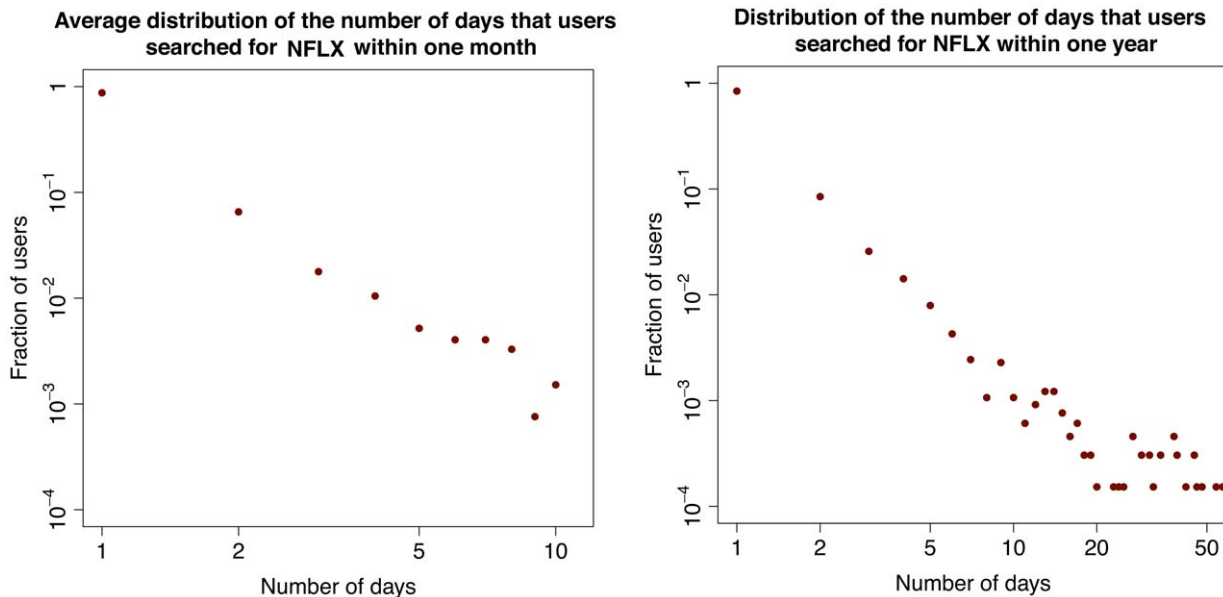 Average distribution of the number of days that users
searched for NFLX within one month
Fraction of users
1
10⁻¹
10⁻²
10⁻³
10⁻⁴
1 2 5 10
Number of days
Distribution of the number of days that users
searched for NFLX within one year
Fraction of users
1
10⁻¹
10⁻²
10⁻³
10⁻⁴
1 2 5 10 20 50
Number of days